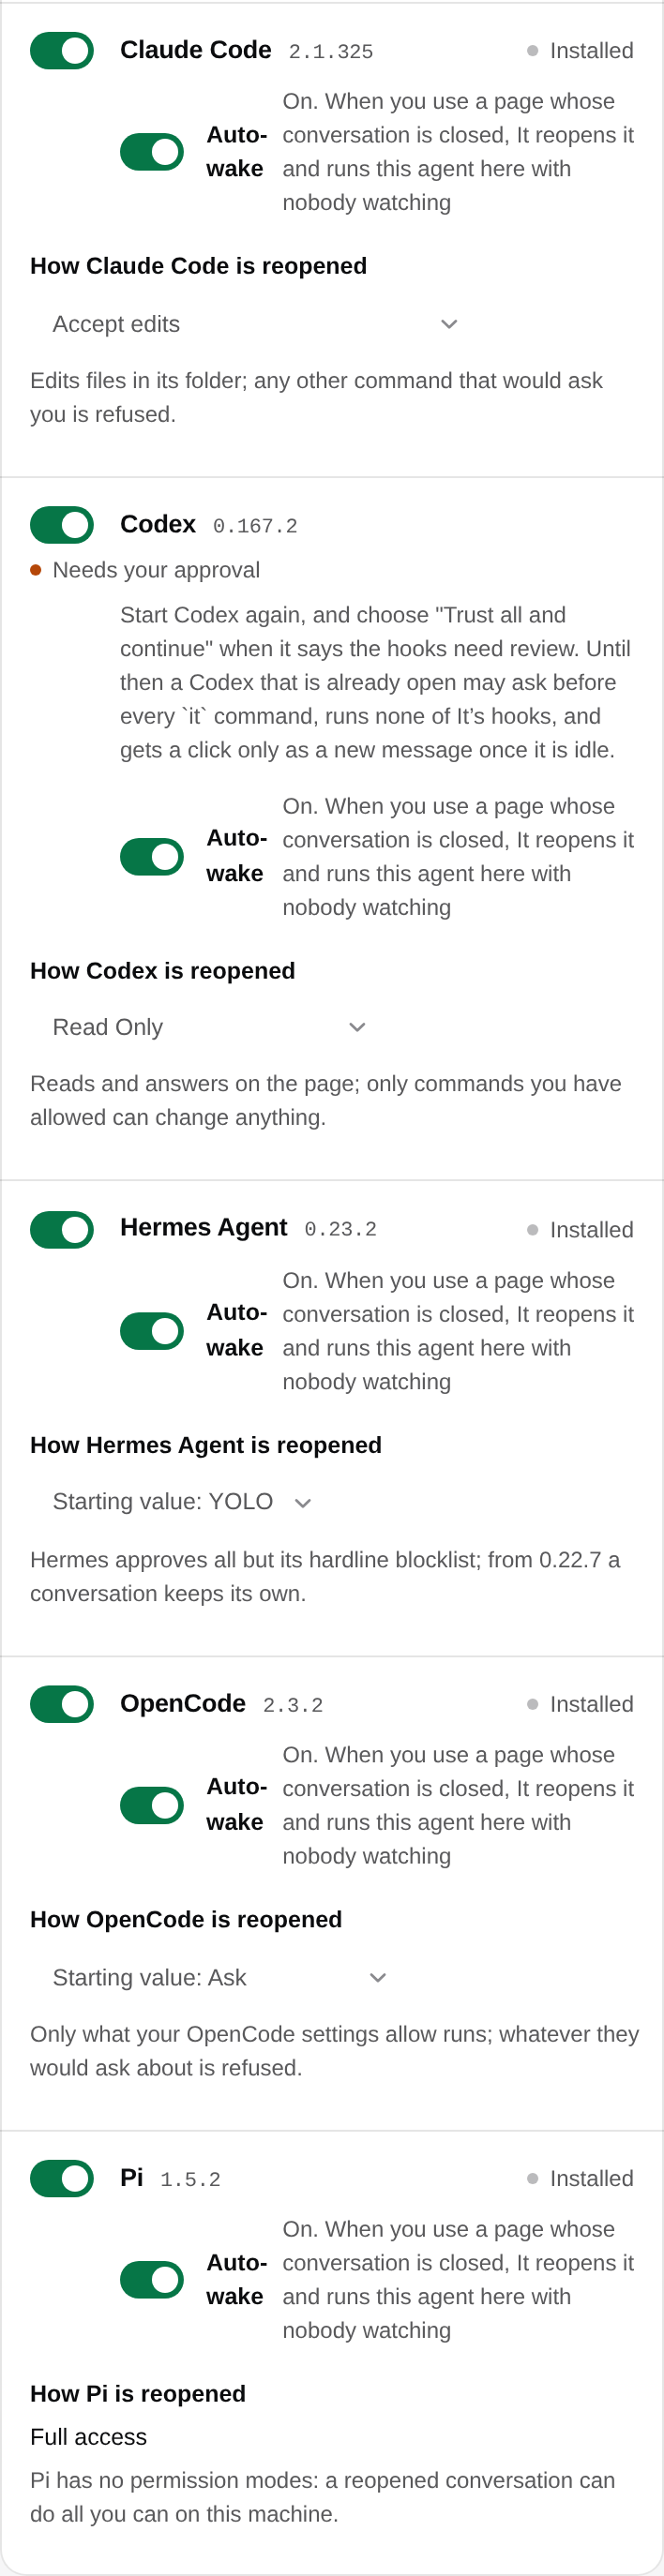 Claude Code 2.1.325 Installed
Auto-wake
On. When you use a page whose
conversation is closed, It reopens it
and runs this agent here with
nobody watching
How Claude Code is reopened
Accept edits
Edits files in its folder; any other command that would ask
you is refused.
Codex 0.167.2
Needs your approval
Start Codex again, and choose "Trust all and
continue" when it says the hooks need review. Until
then a Codex that is already open may ask before
every `it` command, runs none of It’s hooks, and
gets a click only as a new message once it is idle.
Auto-wake
On. When you use a page whose
conversation is closed, It reopens it
and runs this agent here with
nobody watching
How Codex is reopened
Read Only
Reads and answers on the page; only commands you have
allowed can change anything.
Hermes Agent 0.23.2 Installed
Auto-wake
On. When you use a page whose
conversation is closed, It reopens it
and runs this agent here with
nobody watching
How Hermes Agent is reopened
Starting value: YOLO
Hermes approves all but its hardline blocklist; from 0.22.7 a
conversation keeps its own.
OpenCode 2.3.2 Installed
Auto-wake
On. When you use a page whose
conversation is closed, It reopens it
and runs this agent here with
nobody watching
How OpenCode is reopened
Starting value: Ask
Only what your OpenCode settings allow runs; whatever they
would ask about is refused.
Pi 1.5.2 Installed
Auto-wake
On. When you use a page whose
conversation is closed, It reopens it
and runs this agent here with
nobody watching
How Pi is reopened
Full access
Pi has no permission modes: a reopened conversation can
do all you can on this machine.